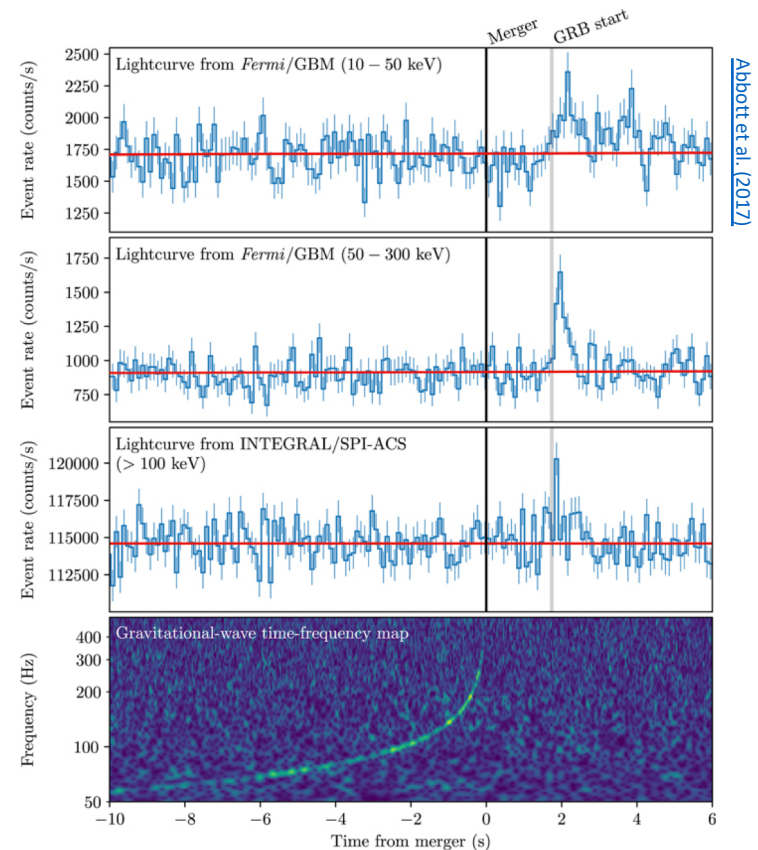 Merger
GRB start
Lightcurve from Fermi/GBM (10 − 50 keV)
2500
2250
2000
1750
1500
1250
Event rate (counts/s)
Abbott et al. (2017)
Lightcurve from Fermi/GBM (50 − 300 keV)
1750
1500
1250
1000
750
Event rate (counts/s)
Lightcurve from INTEGRAL/SPI-ACS
(> 100 keV)
120000
117500
115000
112500
Event rate (counts/s)
Gravitational-wave time-frequency map
400
300
200
100
50
Frequency (Hz)
−10 −8 −6 −4 −2 0 2 4 6
Time from merger (s)